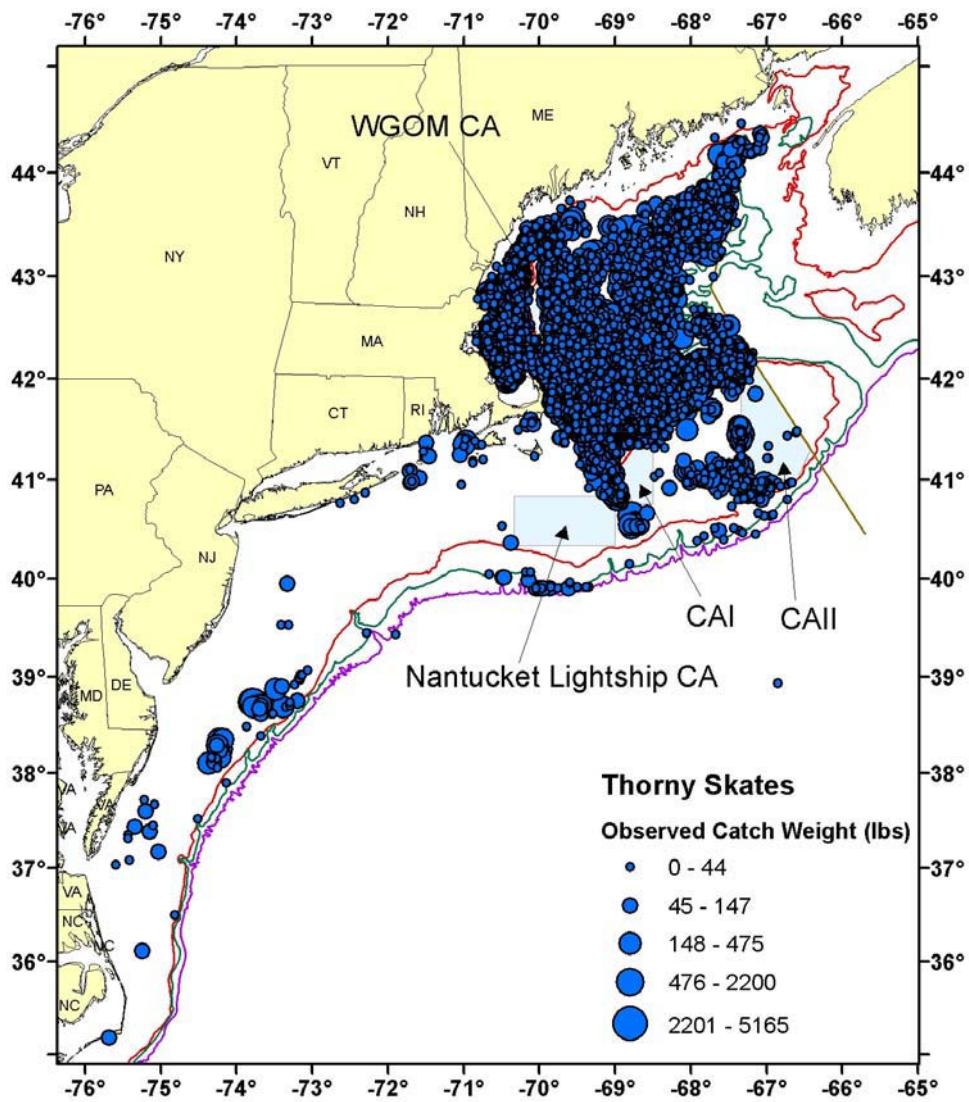 -76° -75° -74° -73° -72° -71° -70° -69° -68° -67° -66° -65°
WGOM CA
ME
VT
NH
NY
MA
CT
RI
PA
NJ
MD
DE
VA
VA
VA
VA
NC
NC
NC
44°
43°
42°
41°
40°
39°
38°
37°
36°
44°
43°
42°
41°
40°
39°
38°
37°
36°
CAI
CAII
Nantucket Lightship CA
Thorny Skates
Observed Catch Weight (lbs)
0 - 44
45 - 147
148 - 475
476 - 2200
2201 - 5165
-76° -75° -74° -73° -72° -71° -70° -69° -68° -67° -66° -65°